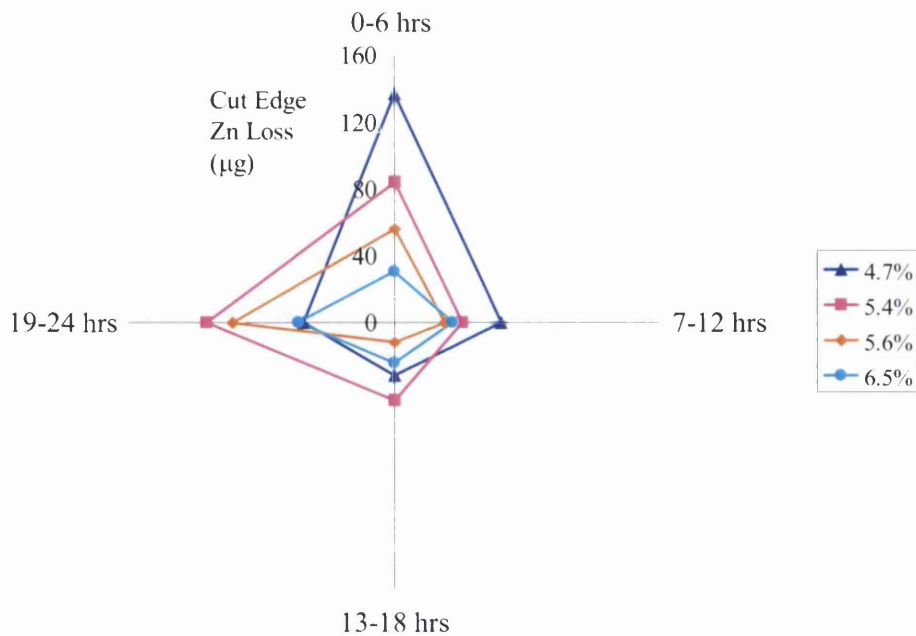 0-6 hrs
160
Cut Edge
Zn Loss
(µg)
120
80
40
0
19-24 hrs
7-12 hrs
13-18 hrs
4.7%
5.4%
5.6%
6.5%